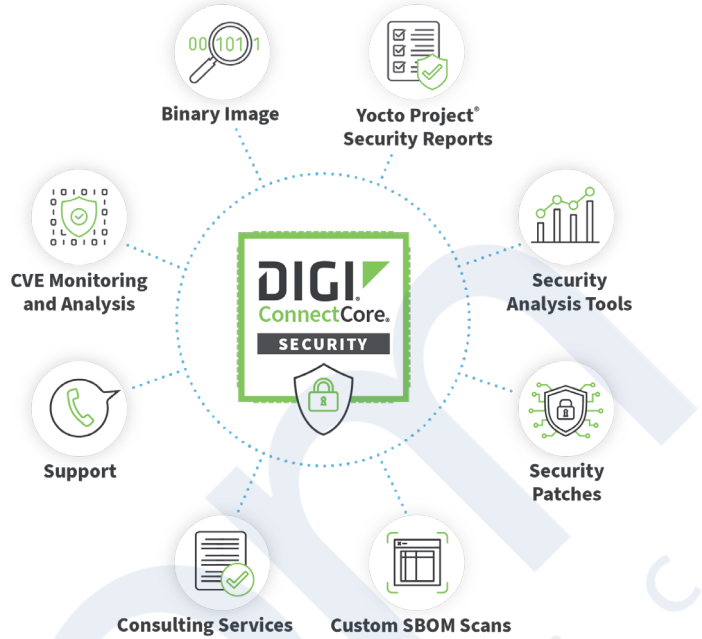 00 101 1
Binary Image
Yocto Project®
Security Reports
CVE Monitoring
and Analysis
DIGI®
ConnectCore®
SECURITY
Security
Analysis Tools
Support
Security
Patches
Consulting Services
Custom SBOM Scans